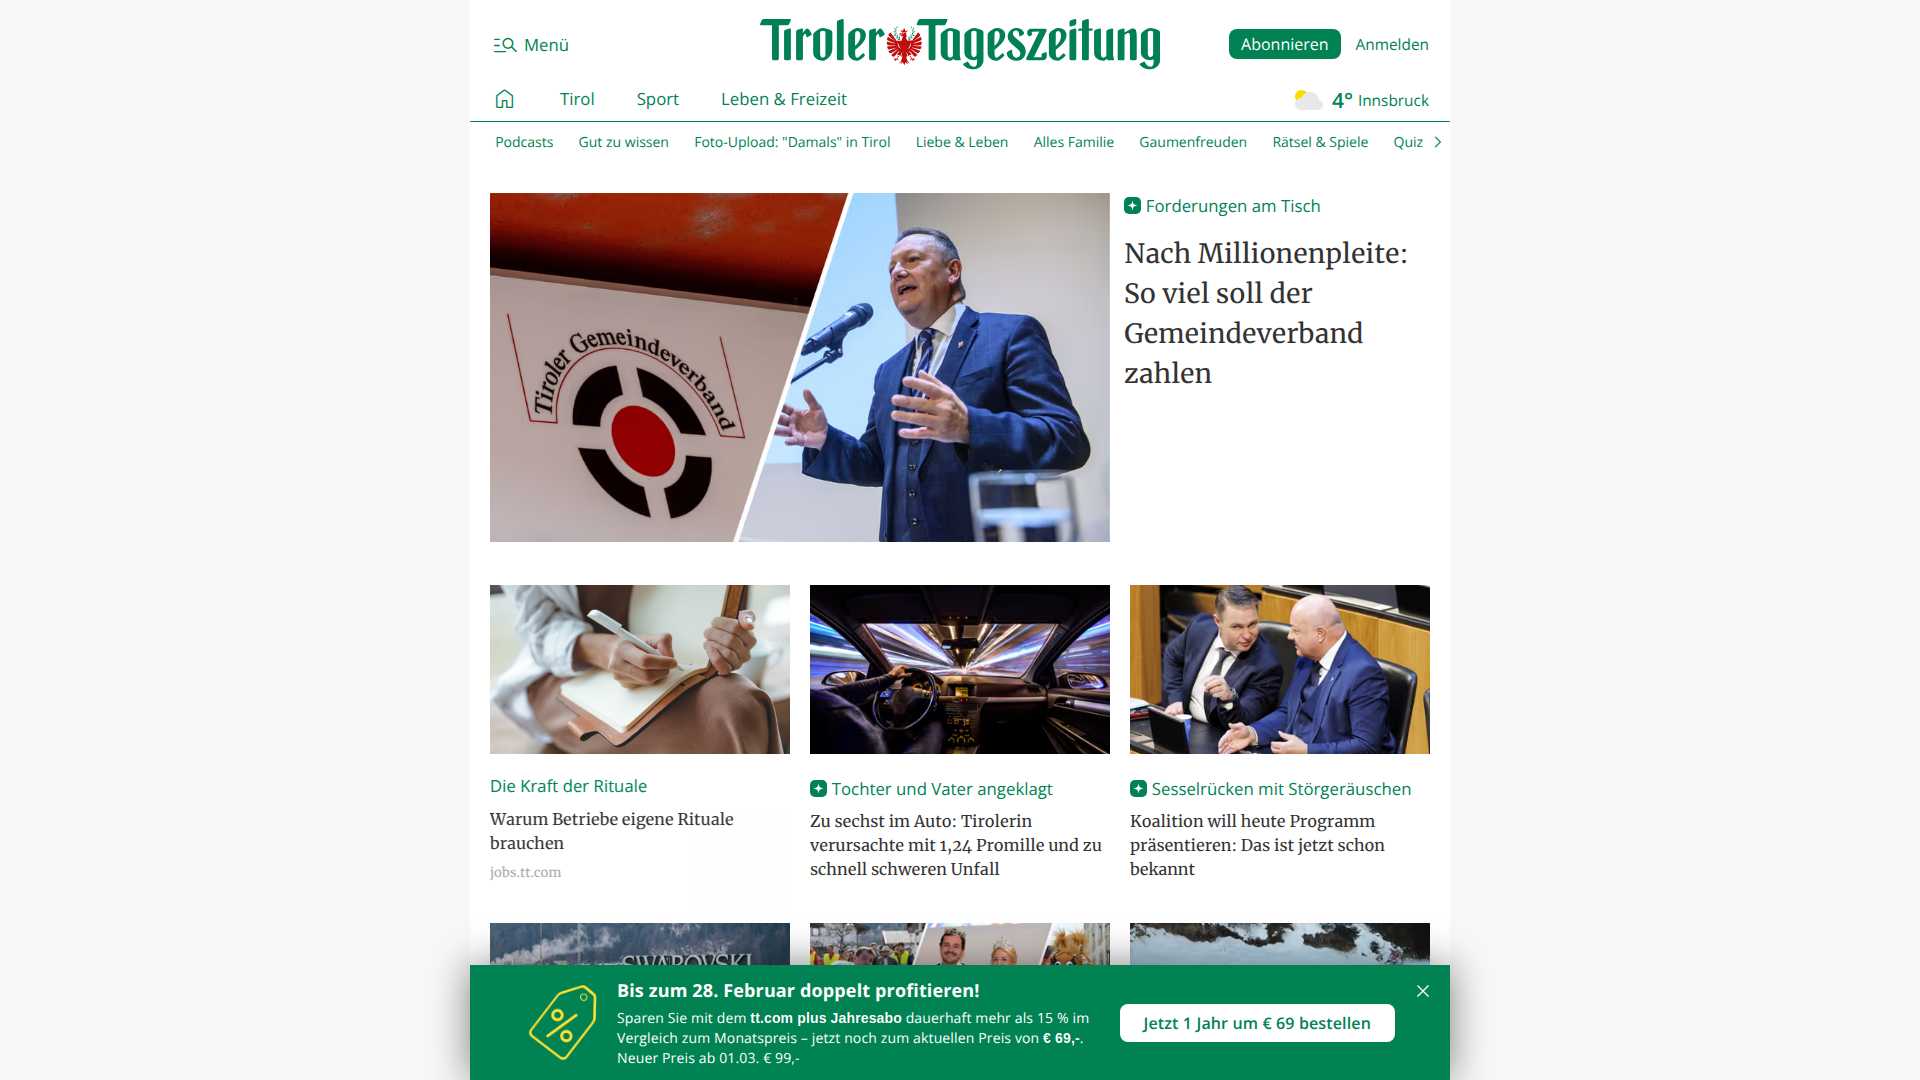 Menü
Tiroler Tageszeitung
Abonnieren
Anmelden
Tirol
Sport
Leben & Freizeit
4° Innsbruck
Podcasts
Gut zu wissen
Foto-Upload: "Damals" in Tirol
Liebe & Leben
Alles Familie
Gaumenfreuden
Rätsel & Spiele
Quiz
Tiroler Gemeindeverband
Forderungen am Tisch
Nach Millionenpleite:
So viel soll der
Gemeindeverband
zahlen
Die Kraft der Rituale
Warum Betriebe eigene Rituale
brauchen
jobs.tt.com
Tochter und Vater angeklagt
Zu sechst im Auto: Tirolerin
verursachte mit 1,24 Promille und zu
schnell schweren Unfall
Sesselrücken mit Störgeräuschen
Koalition will heute Programm
präsentieren: Das ist jetzt schon
bekannt
SWAROVSKI
Bis zum 28. Februar doppelt profitieren!
Sparen Sie mit dem tt.com plus Jahresabo dauerhaft mehr als 15 % im
Vergleich zum Monatspreis – jetzt noch zum aktuellen Preis von € 69,-.
Neuer Preis ab 01.03. € 99,-
Jetzt 1 Jahr um € 69 bestellen